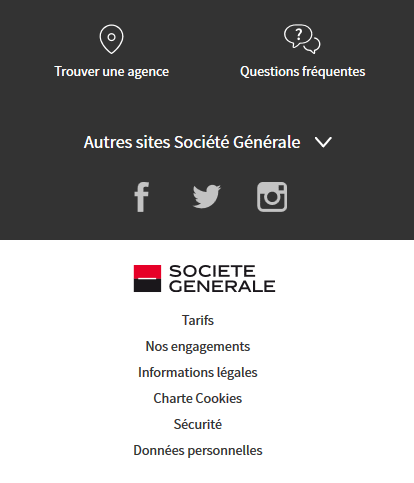 Trouver une agence
Questions fréquentes
Autres sites Société Générale
SOCIETE
GENERALE
Tarifs
Nos engagements
Informations légales
Charte Cookies
Sécurité
Données personnelles